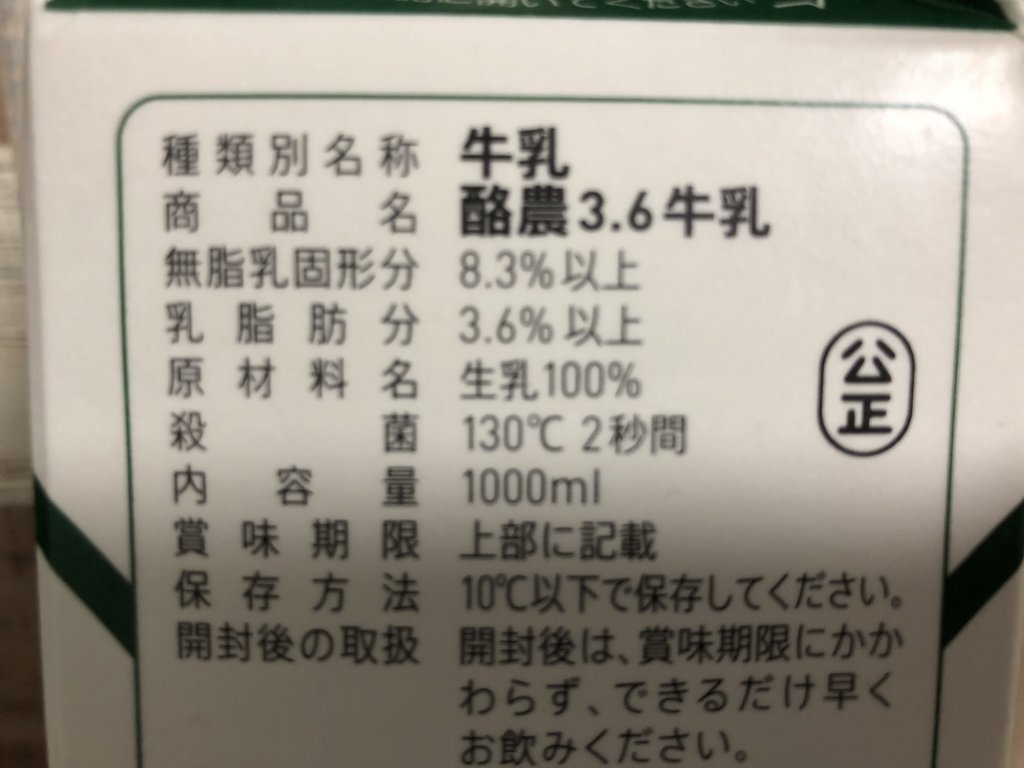 種類別名称 牛乳
商品名 酪農3.6牛乳
無脂乳固形分 8.3%以上
乳脂肪分 3.6%以上
原材料名 生乳100%
殺菌 130℃ 2秒間
内容量 1000ml
賞味期限 上部に記載
保存方法 10℃以下で保存してください。
開封後の取扱 開封後は、賞味期限にかか
わらず、できるだけ早く
お飲みください。
公正